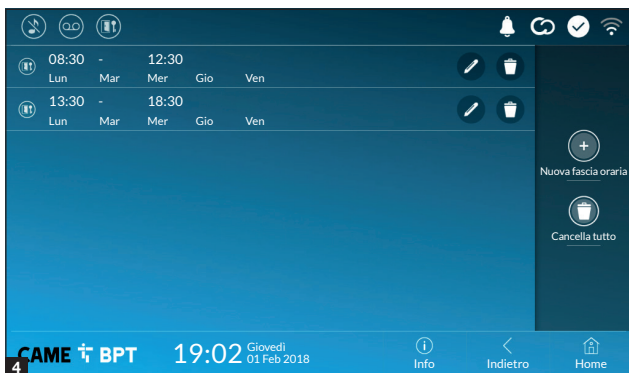 08:30 - 12:30
Lun Mar Mer Gio Ven
13:30 - 18:30
Lun Mar Mer Gio Ven
Nuova fascia oraria
Cancella tutto
CAME BPT
19:02
Giovedì
01 Feb 2018
Info
Indietro
Home
4